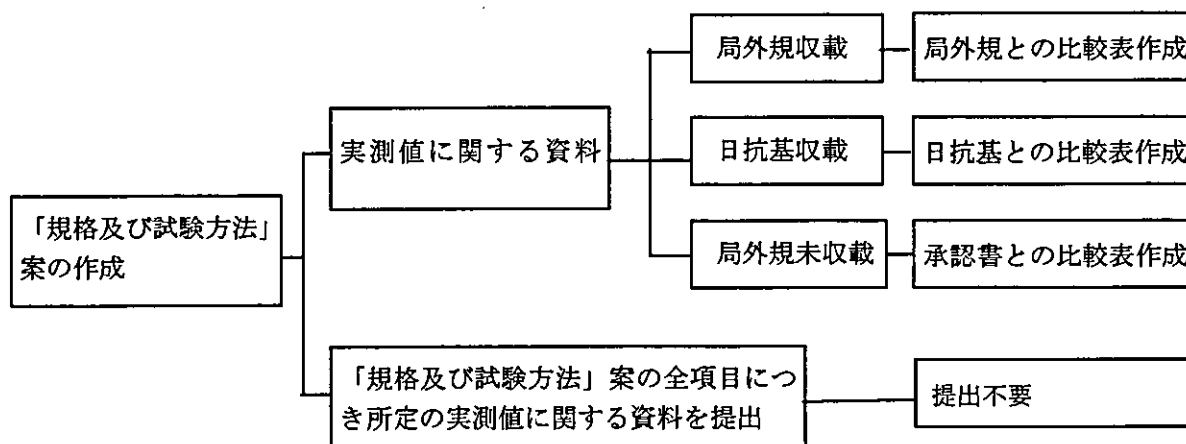 局外規収載
局外規との比較表作成
実測値に関する資料
日抗基収載
日抗基との比較表作成
「規格及び試験方法」
案の作成
局外規未収載
承認書との比較表作成
「規格及び試験方法」案の全項目につ
き所定の実測値に関する資料を提出
提出不要